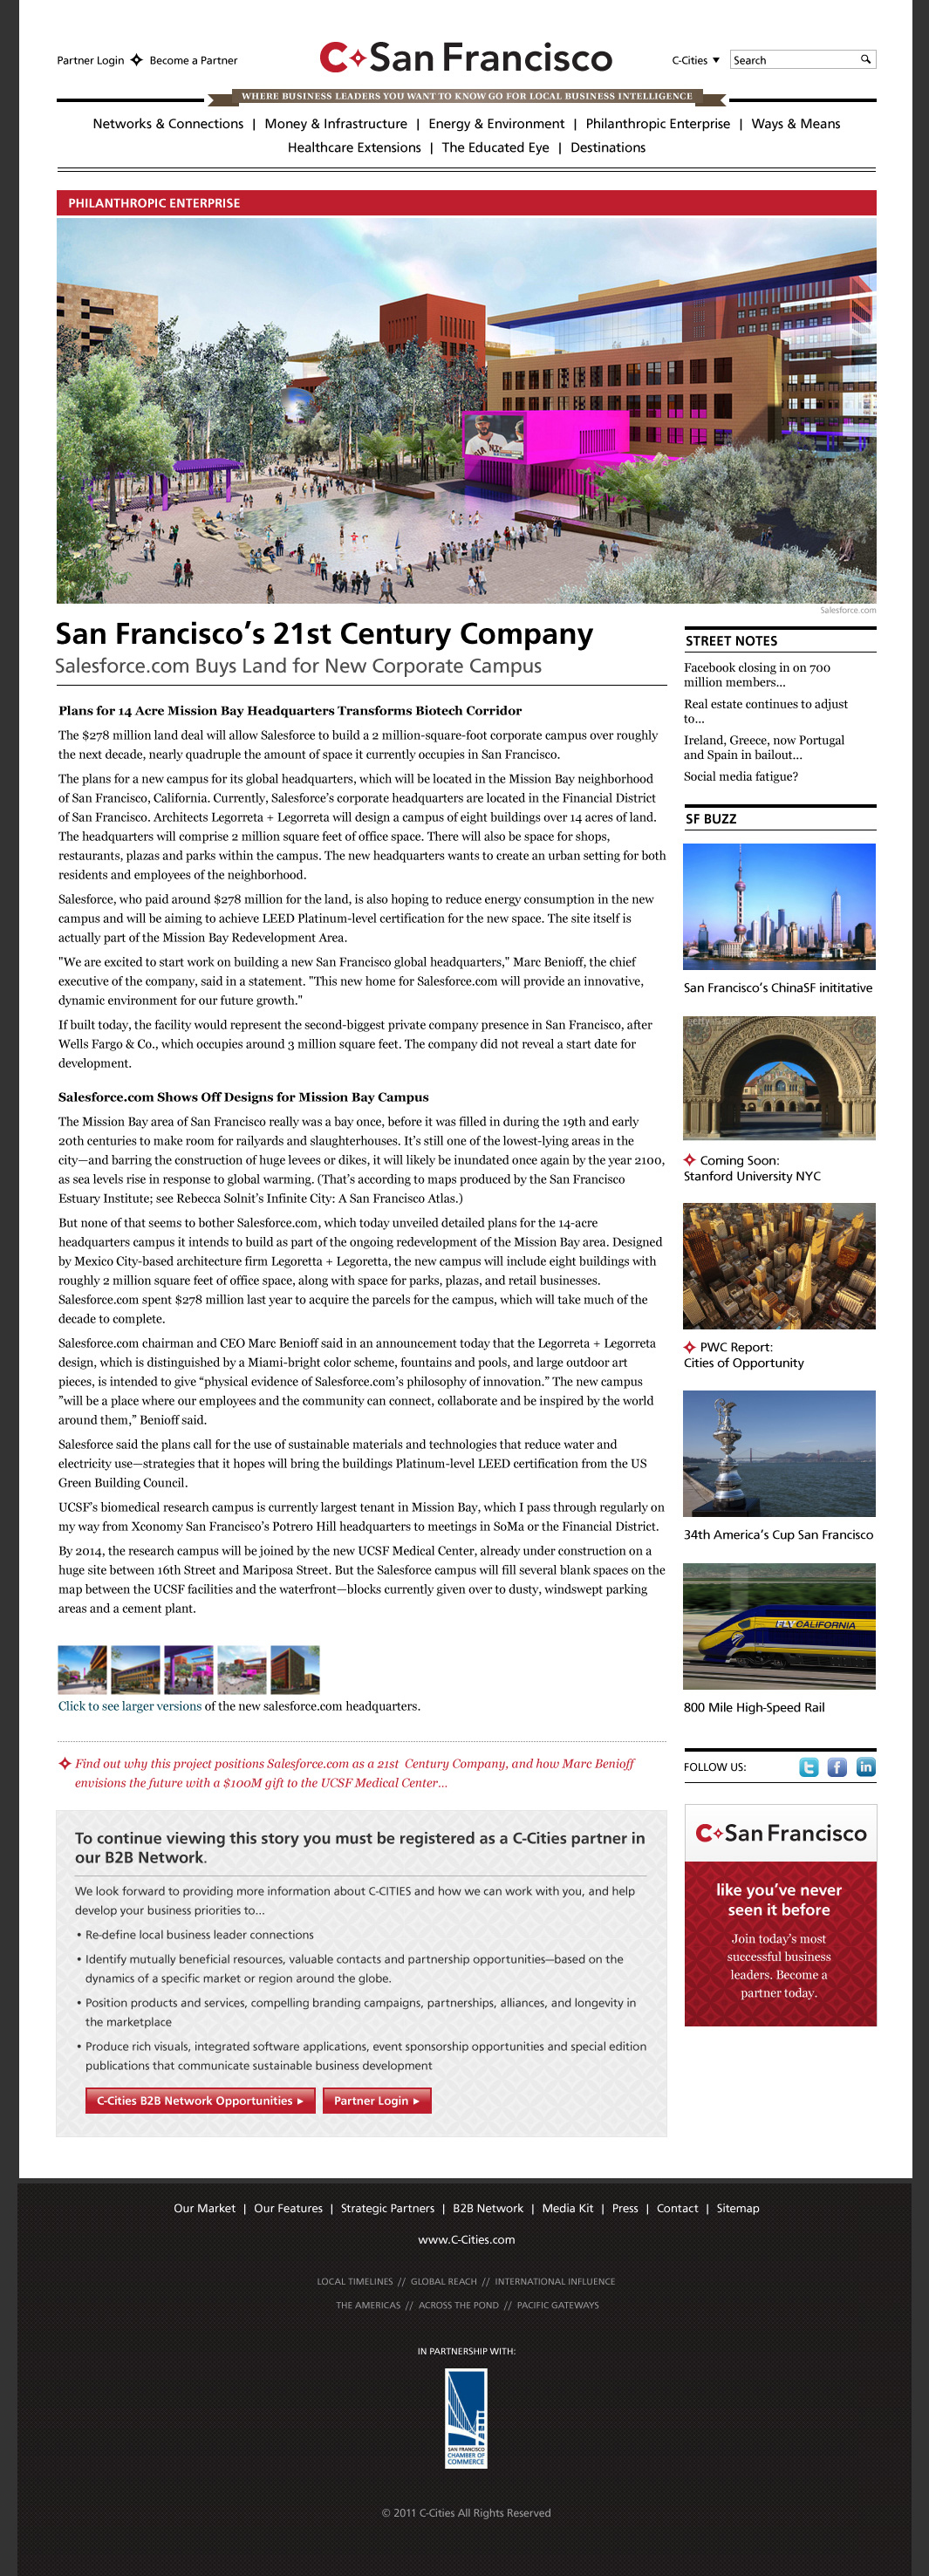 Partner Login Become a Partner
C San Francisco
C-Cities ▼ Search
WHERE BUSINESS LEADERS YOU WANT TO KNOW GO FOR LOCAL BUSINESS INTELLIGENCE
Networks & Connections | Money & Infrastructure | Energy & Environment | Philanthropic Enterprise | Ways & Means
Healthcare Extensions | The Educated Eye | Destinations
PHILANTHROPIC ENTERPRISE
Salesforce.com
San Francisco's 21st Century Company
Salesforce.com Buys Land for New Corporate Campus
Plans for 14 Acre Mission Bay Headquarters Transforms Biotech Corridor
The $278 million land deal will allow Salesforce to build a 2 million-square-foot corporate campus over roughly
the next decade, nearly quadruple the amount of space it currently occupies in San Francisco.
The plans for a new campus for its global headquarters, which will be located in the Mission Bay neighborhood
of San Francisco, California. Currently, Salesforce's corporate headquarters are located in the Financial District
of San Francisco. Architects Legorreta + Legorreta will design a campus of eight buildings over 14 acres of land.
The headquarters will comprise 2 million square feet of office space. There will also be space for shops,
restaurants, plazas and parks within the campus. The new headquarters wants to create an urban setting for both
residents and employees of the neighborhood.
Salesforce, who paid around $278 million for the land, is also hoping to reduce energy consumption in the new
campus and will be aiming to achieve LEED Platinum-level certification for the new space. The site itself is
actually part of the Mission Bay Redevelopment Area.
"We are excited to start work on building a new San Francisco global headquarters," Marc Benioff, the chief
executive of the company, said in a statement. "This new home for Salesforce.com will provide an innovative,
dynamic environment for our future growth."
If built today, the facility would represent the second-biggest private company presence in San Francisco, after
Wells Fargo & Co., which occupies around 3 million square feet. The company did not reveal a start date for
development.
Salesforce.com Shows Off Designs for Mission Bay Campus
The Mission Bay area of San Francisco really was a bay once, before it was filled in during the 19th and early
20th centuries to make room for railyards and slaughterhouses. It's still one of the lowest-lying areas in the
city—and barring the construction of huge levees or dikes, it will likely be inundated once again by the year 2100,
as sea levels rise in response to global warming. (That's according to maps produced by the San Francisco
Estuary Institute; see Rebecca Solnit's Infinite City: A San Francisco Atlas.)
But none of that seems to bother Salesforce.com, which today unveiled detailed plans for the 14-acre
headquarters campus it intends to build as part of the ongoing redevelopment of the Mission Bay area. Designed
by Mexico City-based architecture firm Legoretta + Legoretta, the new campus will include eight buildings with
roughly 2 million square feet of office space, along with space for parks, plazas, and retail businesses.
Salesforce.com spent $278 million last year to acquire the parcels for the campus, which will take much of the
decade to complete.
Salesforce.com chairman and CEO Marc Benioff said in an announcement today that the Legorreta + Legorreta
design, which is distinguished by a Miami-bright color scheme, fountains and pools, and large outdoor art
pieces, is intended to give “physical evidence of Salesforce.com's philosophy of innovation.” The new campus
”will be a place where our employees and the community can connect, collaborate and be inspired by the world
around them,” Benioff said.
Salesforce said the plans call for the use of sustainable materials and technologies that reduce water and
electricity use—strategies that it hopes will bring the buildings Platinum-level LEED certification from the US
Green Building Council.
UCSF's biomedical research campus is currently largest tenant in Mission Bay, which I pass through regularly on
my way from Xconomy San Francisco's Potrero Hill headquarters to meetings in SoMa or the Financial District.
By 2014, the research campus will be joined by the new UCSF Medical Center, already under construction on a
huge site between 16th Street and Mariposa Street. But the Salesforce campus will fill several blank spaces on the
map between the UCSF facilities and the waterfront—blocks currently given over to dusty, windswept parking
areas and a cement plant.
Click to see larger versions of the new salesforce.com headquarters.
Find out why this project positions Salesforce.com as a 21st Century Company, and how Marc Benioff
envisions the future with a $100M gift to the UCSF Medical Center...
To continue viewing this story you must be registered as a C-Cities partner in
our B2B Network.
We look forward to providing more information about C-CITIES and how we can work with you, and help
develop your business priorities to...
• Re-define local business leader connections
• Identify mutually beneficial resources, valuable contacts and partnership opportunities—based on the
dynamics of a specific market or region around the globe.
• Position products and services, compelling branding campaigns, partnerships, alliances, and longevity in
the marketplace
• Produce rich visuals, integrated software applications, event sponsorship opportunities and special edition
publications that communicate sustainable business development
C-Cities B2B Network Opportunities ▸ Partner Login ▸
STREET NOTES
Facebook closing in on 700
million members...
Real estate continues to adjust
to...
Ireland, Greece, now Portugal
and Spain in bailout...
Social media fatigue?
SF BUZZ
San Francisco's ChinaSF inititative
Coming Soon:
Stanford University NYC
PWC Report:
Cities of Opportunity
34th America's Cup San Francisco
FLY CALIFORNIA
800 Mile High-Speed Rail
FOLLOW US:
C San Francisco
like you've never
seen it before
Join today's most
successful business
leaders. Become a
partner today.
Our Market | Our Features | Strategic Partners | B2B Network | Media Kit | Press | Contact | Sitemap
www.C-Cities.com
LOCAL TIMELINES // GLOBAL REACH // INTERNATIONAL INFLUENCE
THE AMERICAS // ACROSS THE POND // PACIFIC GATEWAYS
IN PARTNERSHIP WITH:
SAN FRANCISCO
CHAMBER OF
COMMERCE
© 2011 C-Cities All Rights Reserved